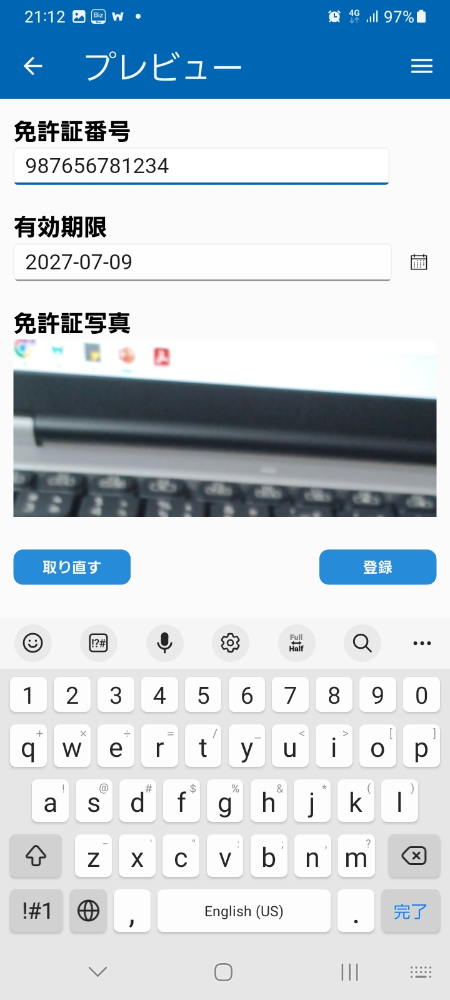 21:12 Biz 4G 97%
プレビュー
免許証番号
987656781234
有効期限
2027-07-09
免許証写真
取り直す 登録
!?# Full Half
1 2 3 4 5 6 7 8 9 0
+ × ÷ = / _ < > [ ]
q w e r t y u i o p
! @ # $ % & * ( )
a s d f g h j k l
- ' " : ; , ?
z x c v b n m
!#1 , English (US) . 完了